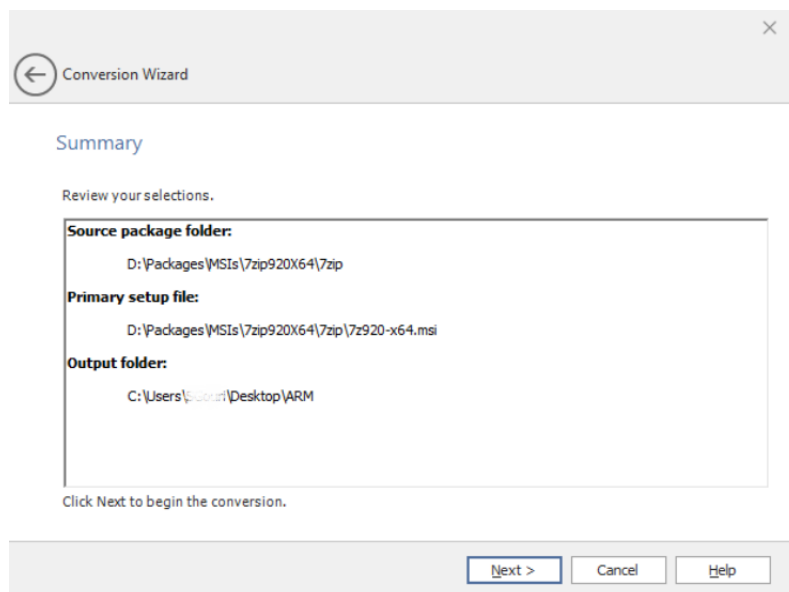 Conversion Wizard
Summary
Review your selections.
Source package folder:
D:\Packages\MSIs\7zip920X64\7zip
Primary setup file:
D:\Packages\MSIs\7zip920X64\7zip\7z920-x64.msi
Output folder:
C:\Users\ \Desktop\ARM
Click Next to begin the conversion.
Next > Cancel Help